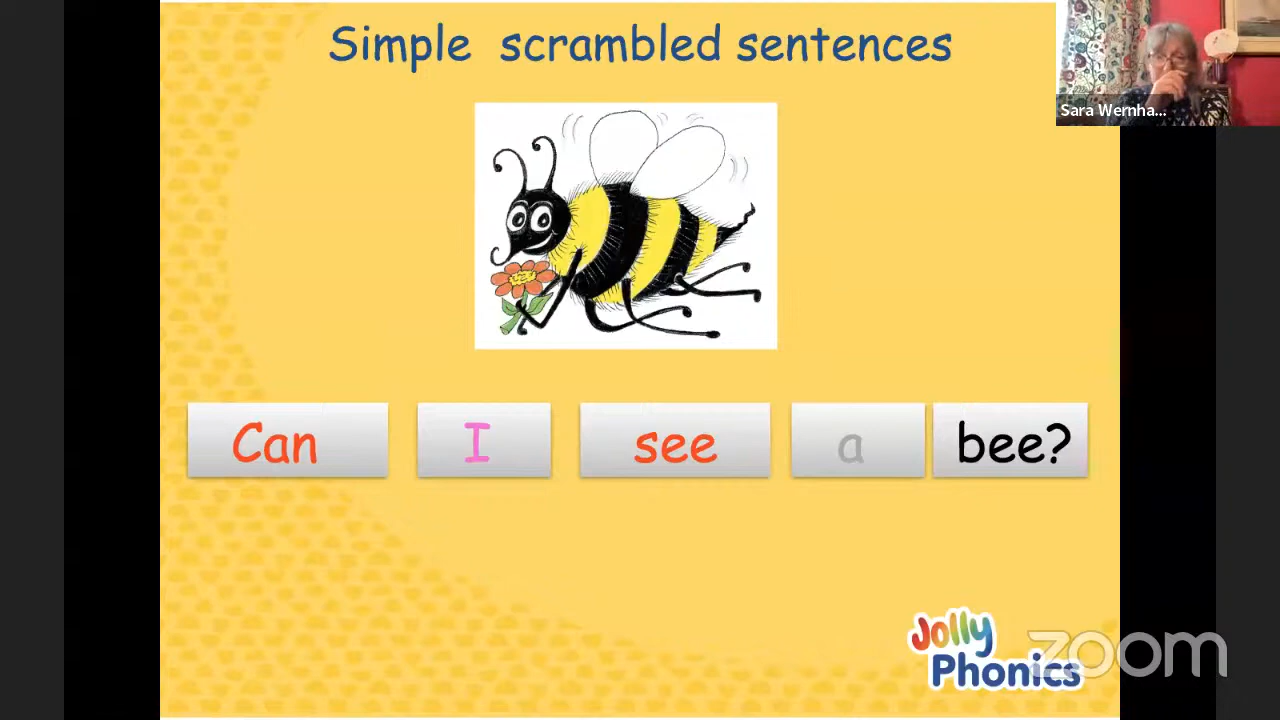 Simple scrambled sentences
Sara Wernha...
Can I see a bee?
Jolly
Phonics
zoom